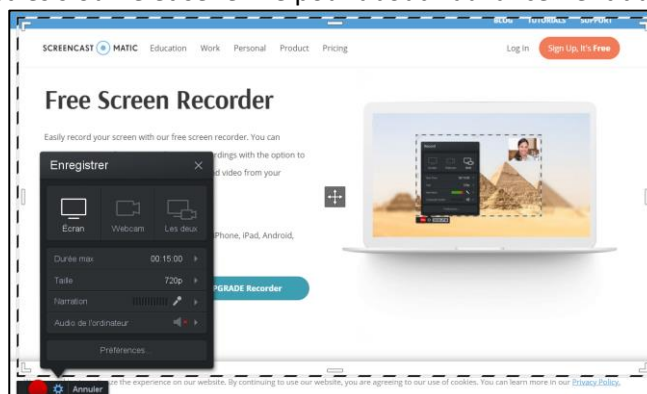 BLOG TUTORIALS SUPPORT
SCREENCAST MATIC Education Work Personal Product Pricing Log In Sign Up, It's Free
Free Screen Recorder
Easily record your screen with our free screen recorder. You can
rdings with the option to
d video from your
Enregistrer
Écran Webcam Les deux
Phone, iPad, Android,
Durée max 00:15:00
Taille 720p
PGRADE Recorder
Narration
Audio de l'ordinateur
Préférences
ze the experience on our website. By continuing to use our website, you are agreeing to our use of cookies. You can learn more in our Privacy Policy.
Annuler